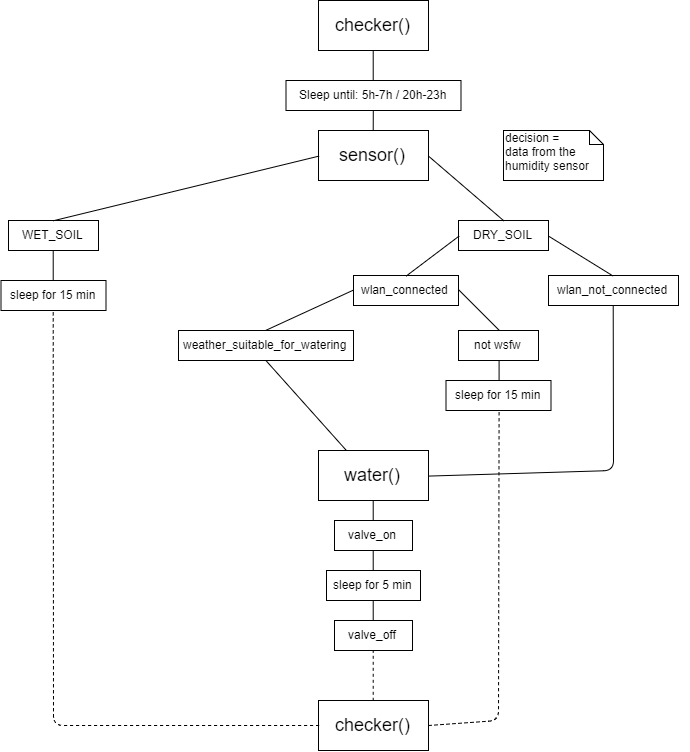 checker()
Sleep until: 5h-7h / 20h-23h
sensor()
decision =
data from the
humidity sensor
WET_SOIL
DRY_SOIL
sleep for 15 min
wlan_connected
wlan_not_connected
weather_suitable_for_watering
not wsfw
sleep for 15 min
water()
valve_on
sleep for 5 min
valve_off
checker()